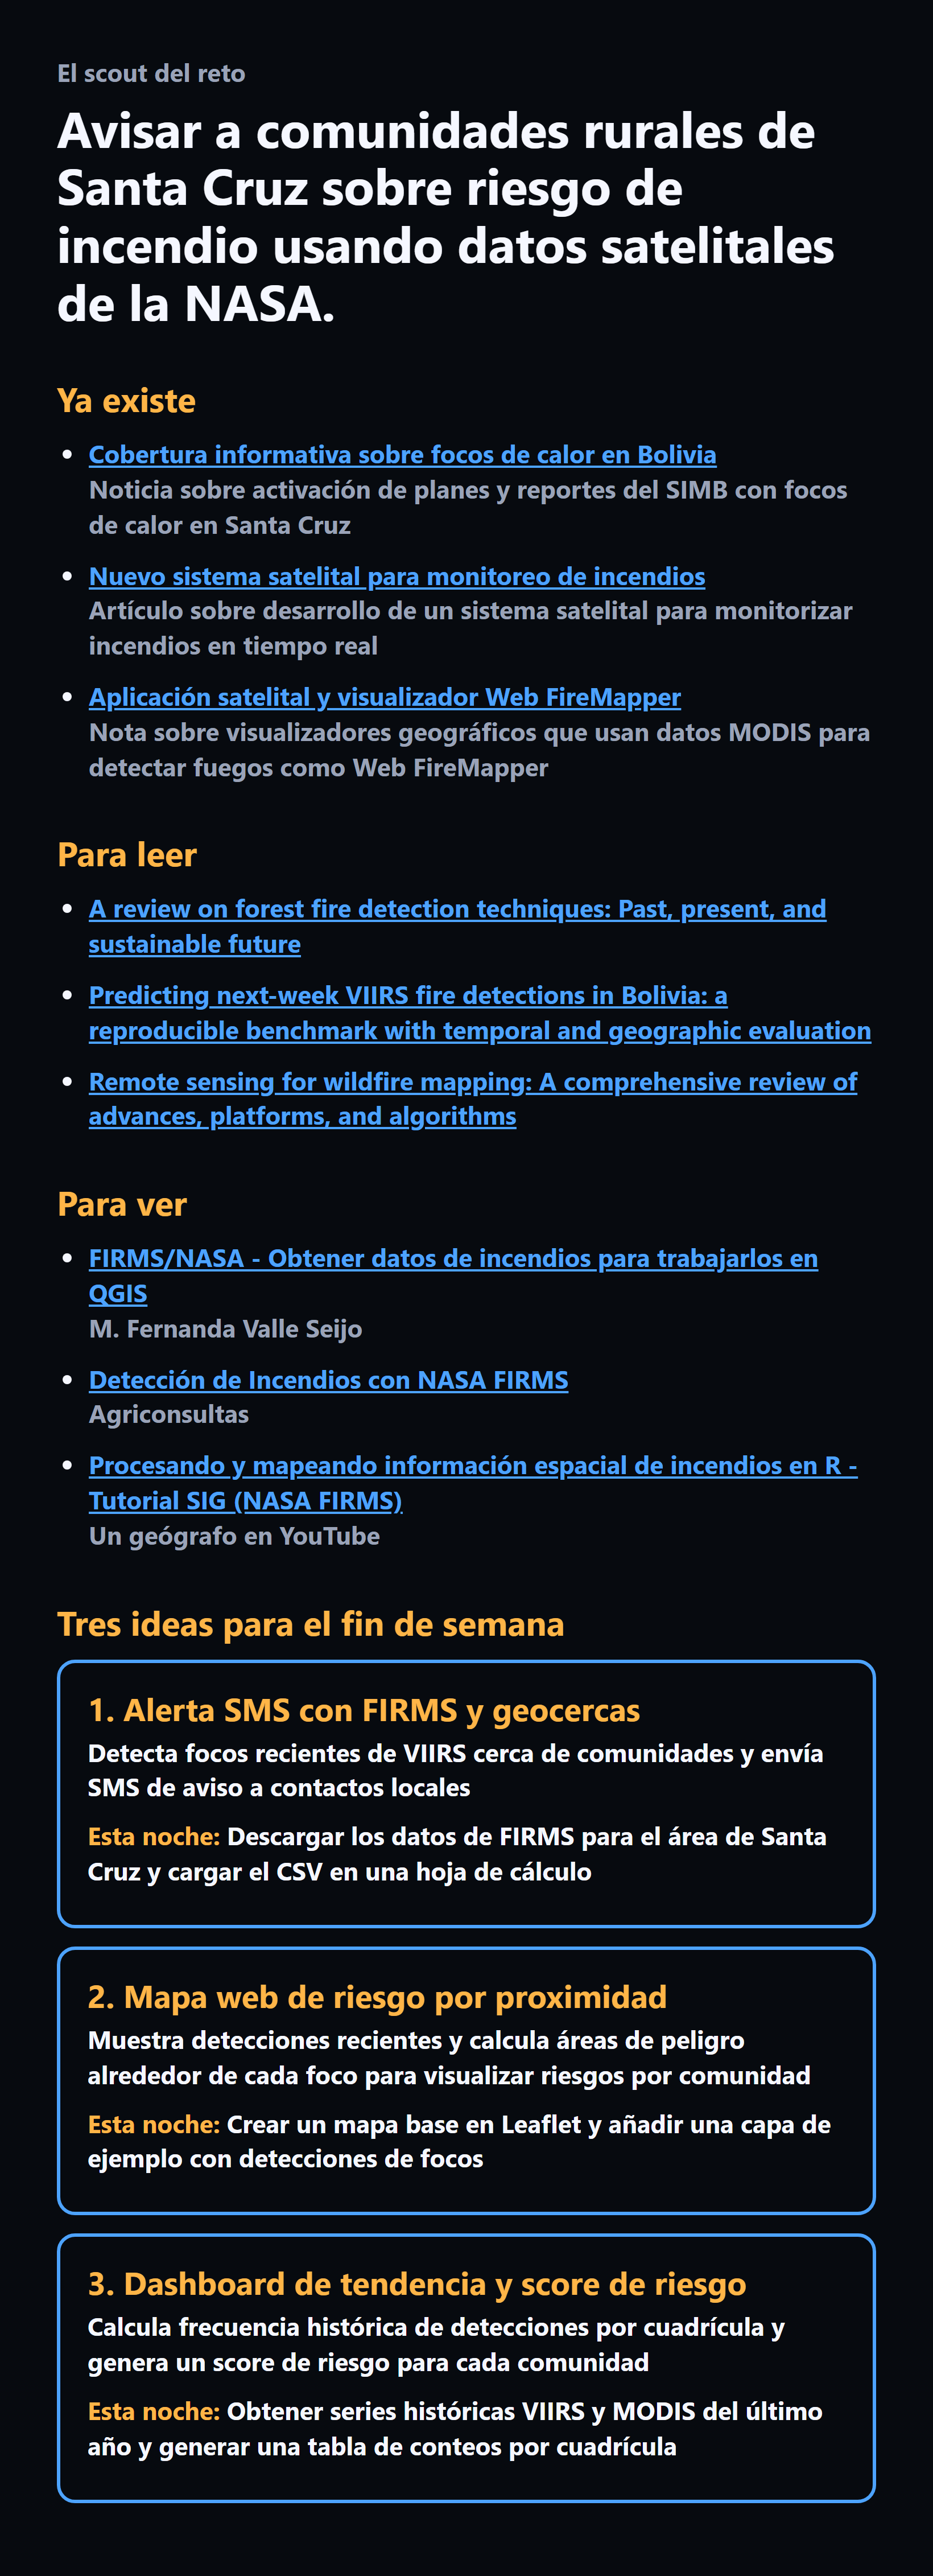 El scout del reto
Avisar a comunidades rurales de
Santa Cruz sobre riesgo de
incendio usando datos satelitales
de la NASA.
Ya existe
Cobertura informativa sobre focos de calor en Bolivia
Noticia sobre activación de planes y reportes del SIMB con focos
de calor en Santa Cruz
Nuevo sistema satelital para monitoreo de incendios
Artículo sobre desarrollo de un sistema satelital para monitorizar
incendios en tiempo real
Aplicación satelital y visualizador Web FireMapper
Nota sobre visualizadores geográficos que usan datos MODIS para
detectar fuegos como Web FireMapper
Para leer
A review on forest fire detection techniques: Past, present, and
sustainable future
Predicting next-week VIIRS fire detections in Bolivia: a
reproducible benchmark with temporal and geographic evaluation
Remote sensing for wildfire mapping: A comprehensive review of
advances, platforms, and algorithms
Para ver
FIRMS/NASA - Obtener datos de incendios para trabajarlos en
QGIS
M. Fernanda Valle Seijo
Detección de Incendios con NASA FIRMS
Agriconsultas
Procesando y mapeando información espacial de incendios en R -
Tutorial SIG (NASA FIRMS)
Un geógrafo en YouTube
Tres ideas para el fin de semana
1. Alerta SMS con FIRMS y geocercas
Detecta focos recientes de VIIRS cerca de comunidades y envía
SMS de aviso a contactos locales
Esta noche: Descargar los datos de FIRMS para el área de Santa
Cruz y cargar el CSV en una hoja de cálculo
2. Mapa web de riesgo por proximidad
Muestra detecciones recientes y calcula áreas de peligro
alrededor de cada foco para visualizar riesgos por comunidad
Esta noche: Crear un mapa base en Leaflet y añadir una capa de
ejemplo con detecciones de focos
3. Dashboard de tendencia y score de riesgo
Calcula frecuencia histórica de detecciones por cuadrícula y
genera un score de riesgo para cada comunidad
Esta noche: Obtener series históricas VIIRS y MODIS del último
año y generar una tabla de conteos por cuadrícula